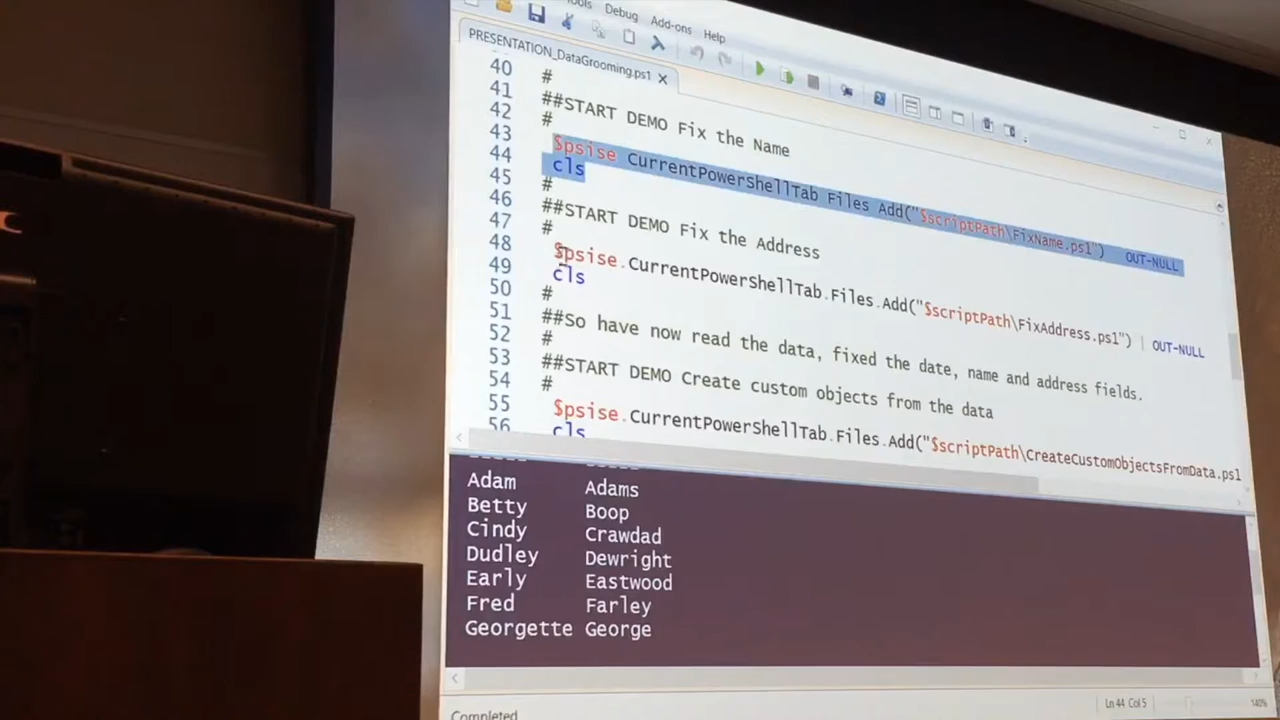 Tools Debug Add-ons Help
PRESENTATION_DataGrooming.ps1
40 #
41 ##START DEMO Fix the Name
42 #
43 $psise CurrentPowerShellTab Files Add("$scriptPath\FixName.ps1") OUT-NULL
44 cls
45 #
46 ##START DEMO Fix the Address
47 #
48 $psise.CurrentPowerShellTab.Files.Add("$scriptPath\FixAddress.ps1") | OUT-NULL
49 cls
50 #
51 ##So have now read the data, fixed the date, name and address fields.
52 #
53 ##START DEMO Create custom objects from the data
54 #
55 $psise.CurrentPowerShellTab.Files.Add("$scriptPath\CreateCustomObjectsFromData.ps1
56 cls
Adam Adams
Betty Boop
Cindy Crawdad
Dudley Dewright
Early Eastwood
Fred Farley
Georgette George
Completed
Ln 44 Col 5 140%